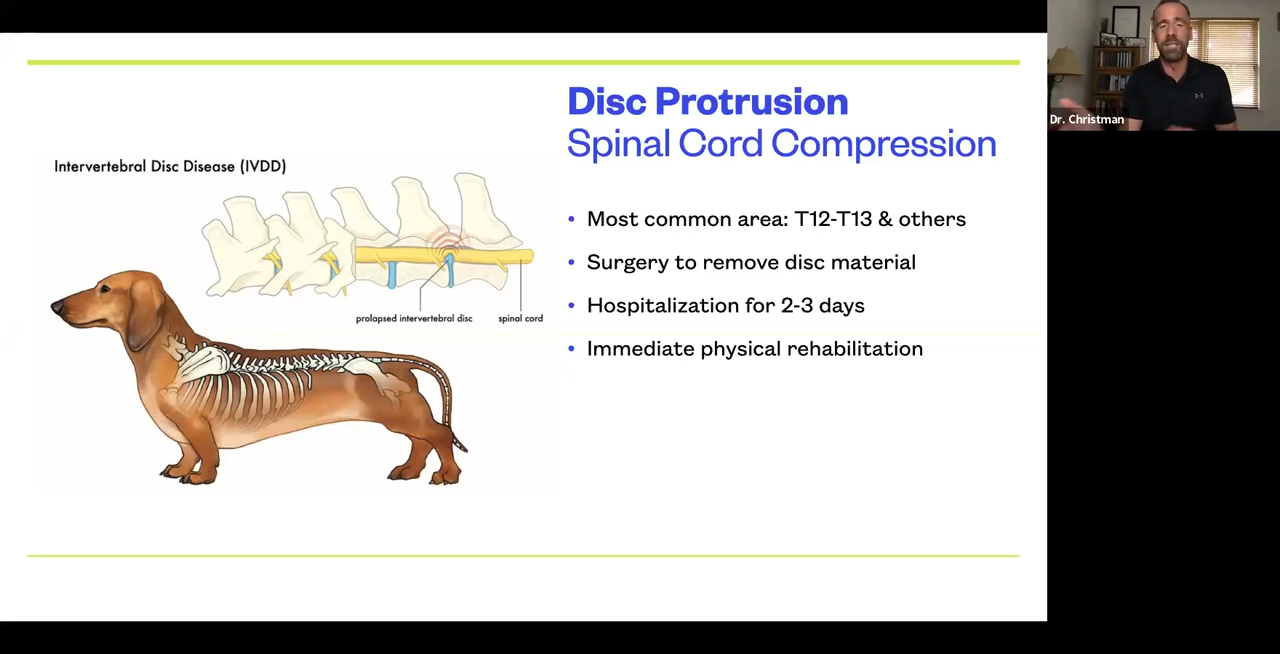 Disc Protrusion
Spinal Cord Compression
Dr. Christman
Intervertebral Disc Disease (IVDD)
prolapsed intervertebral disc
spinal cord
• Most common area: T12-T13 & others
• Surgery to remove disc material
• Hospitalization for 2-3 days
• Immediate physical rehabilitation